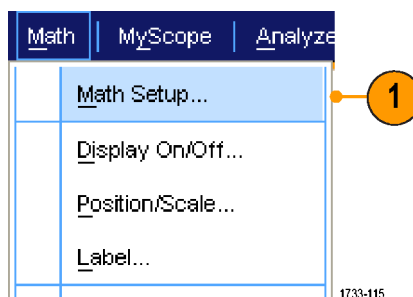 Math | MyScope | Analyze
Math Setup...
1
Display On/Off...
Position/Scale...
Label...
1733-115